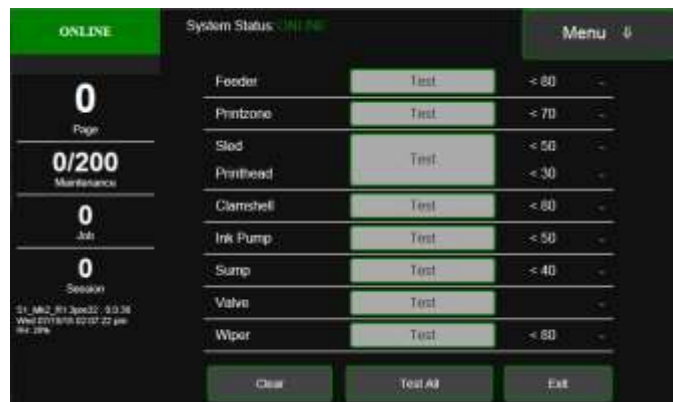 ONLINE
System Status: ONLINE
Menu ⇩
0
Page
0/200
Maintenance
0
Job
0
Session
Feeder Test < 80 -
Printzone Test < 70 -
Sled Test < 50 -
Printhead < 30 -
Clamshell Test < 80 -
Ink Pump Test < 50 -
Sump Test < 40 -
Valve Test -
Wiper Test < 80 -
Clear Test All Exit